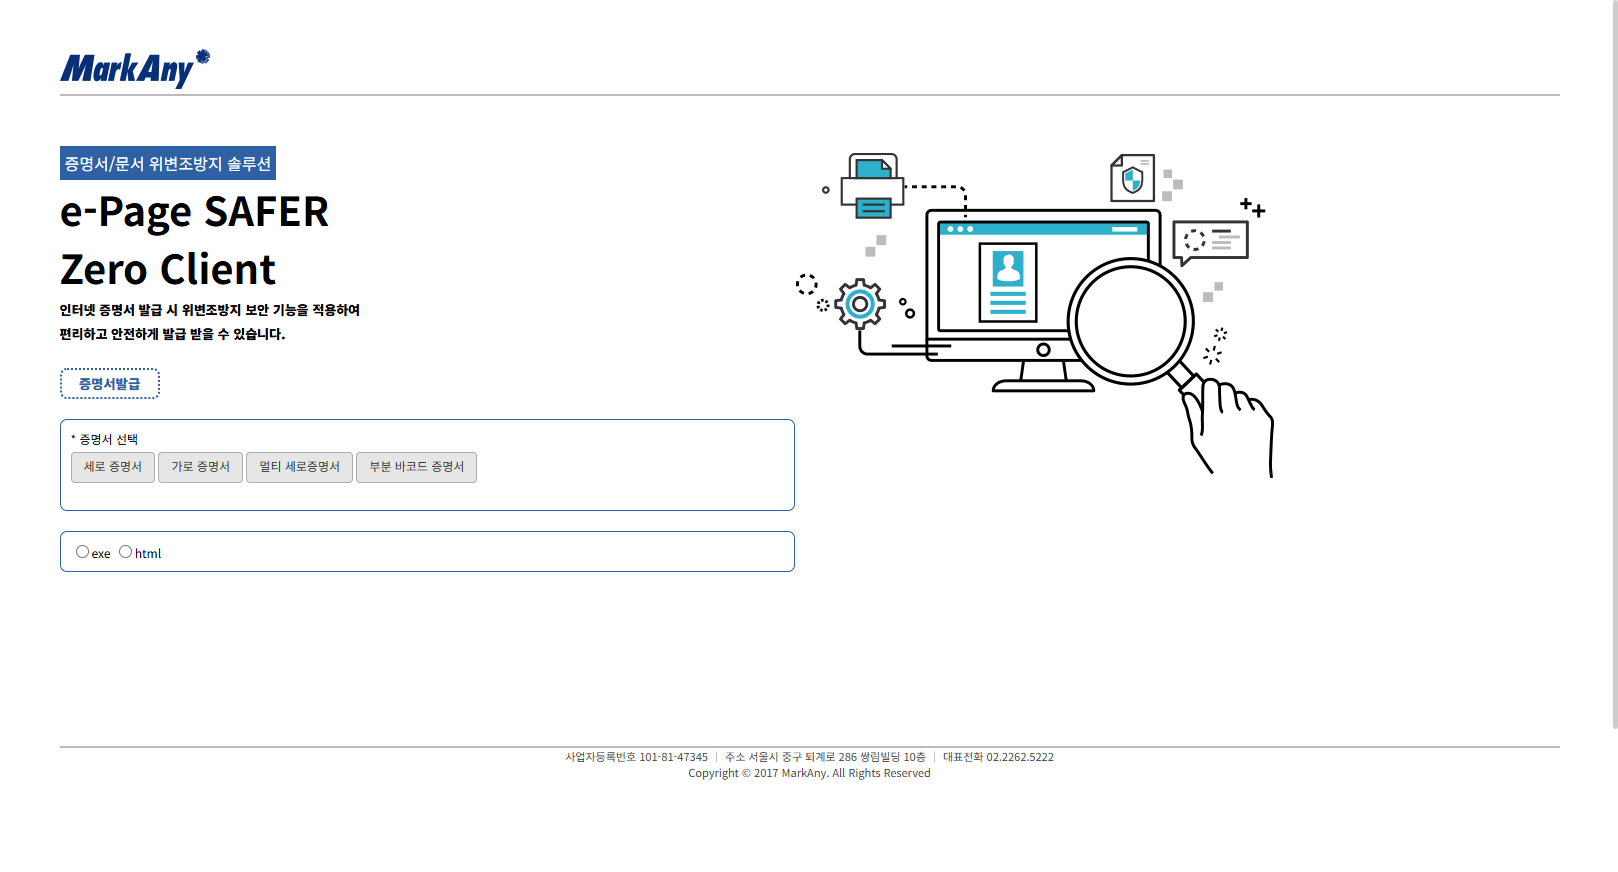 MarkAny
증명서/문서 위변조방지 솔루션
e-Page SAFER
Zero Client
인터넷 증명서 발급 시 위변조방지 보안 기능을 적용하여
편리하고 안전하게 발급 받을 수 있습니다.
증명서발급
* 증명서 선택
세로 증명서 가로 증명서 멀티 세로증명서 부분 바코드 증명서
exe html
사업자등록번호 101-81-47345 | 주소 서울시 중구 퇴계로 286 쌍림빌딩 10층 | 대표전화 02.2262.5222
Copyright © 2017 MarkAny. All Rights Reserved